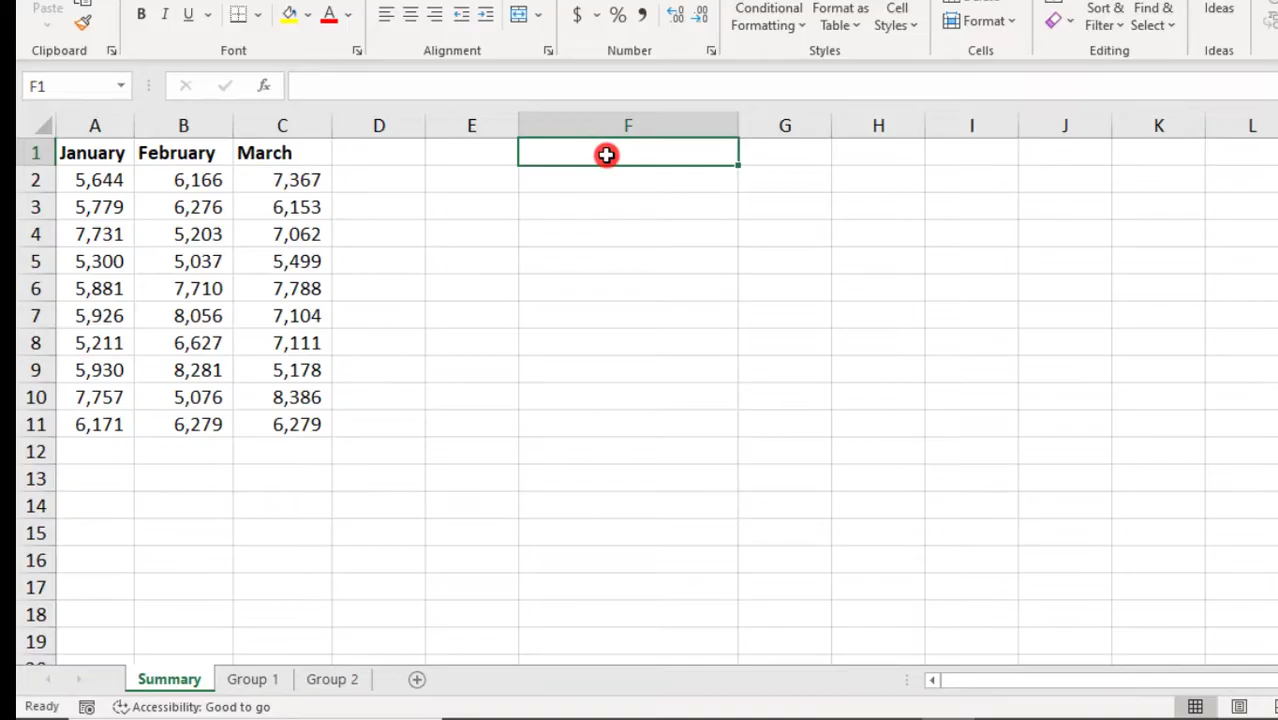 Paste
B I U A $ % , 
Conditional Format as Cell Sort & Find & Ideas
Formatting Table Styles Format Filter Select
Clipboard Font Alignment Number Styles Cells Editing Ideas
F1 fx
A B C D E F G H I J K L
1 January February March
2 5,644 6,166 7,367
3 5,779 6,276 6,153
4 7,731 5,203 7,062
5 5,300 5,037 5,499
6 5,881 7,710 7,788
7 5,926 8,056 7,104
8 5,211 6,627 7,111
9 5,930 8,281 5,178
10 7,757 5,076 8,386
11 6,171 6,279 6,279
12
13
14
15
16
17
18
19
Summary Group 1 Group 2
Ready Accessibility: Good to go